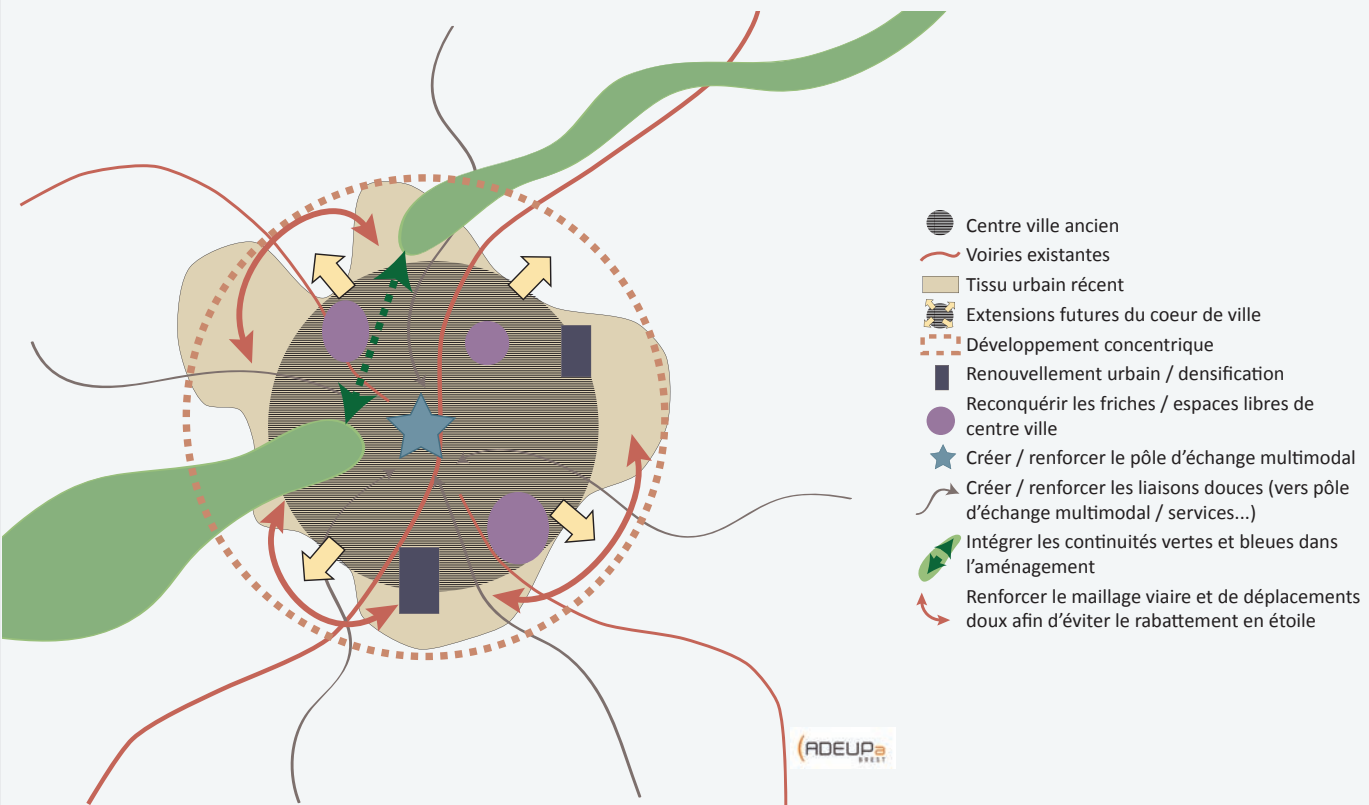 Centre ville ancien
Voiries existantes
Tissu urbain récent
Extensions futures du coeur de ville
Développement concentrique
Renouvellement urbain / densification
Reconquérir les friches / espaces libres de
centre ville
Créer / renforcer le pôle d'échange multimodal
Créer / renforcer les liaisons douces (vers pôle
d'échange multimodal / services...)
Intégrer les continuités vertes et bleues dans
l'aménagement
Renforcer le maillage viaire et de déplacements
doux afin d'éviter le rabattement en étoile
ADEUPa
BREST